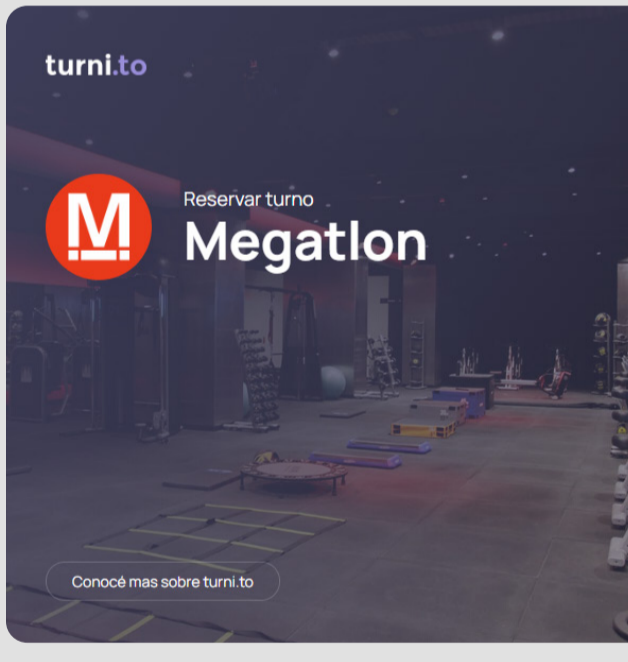 turni.to
M
Reservar turno
Megatlon
Conocé mas sobre turni.to